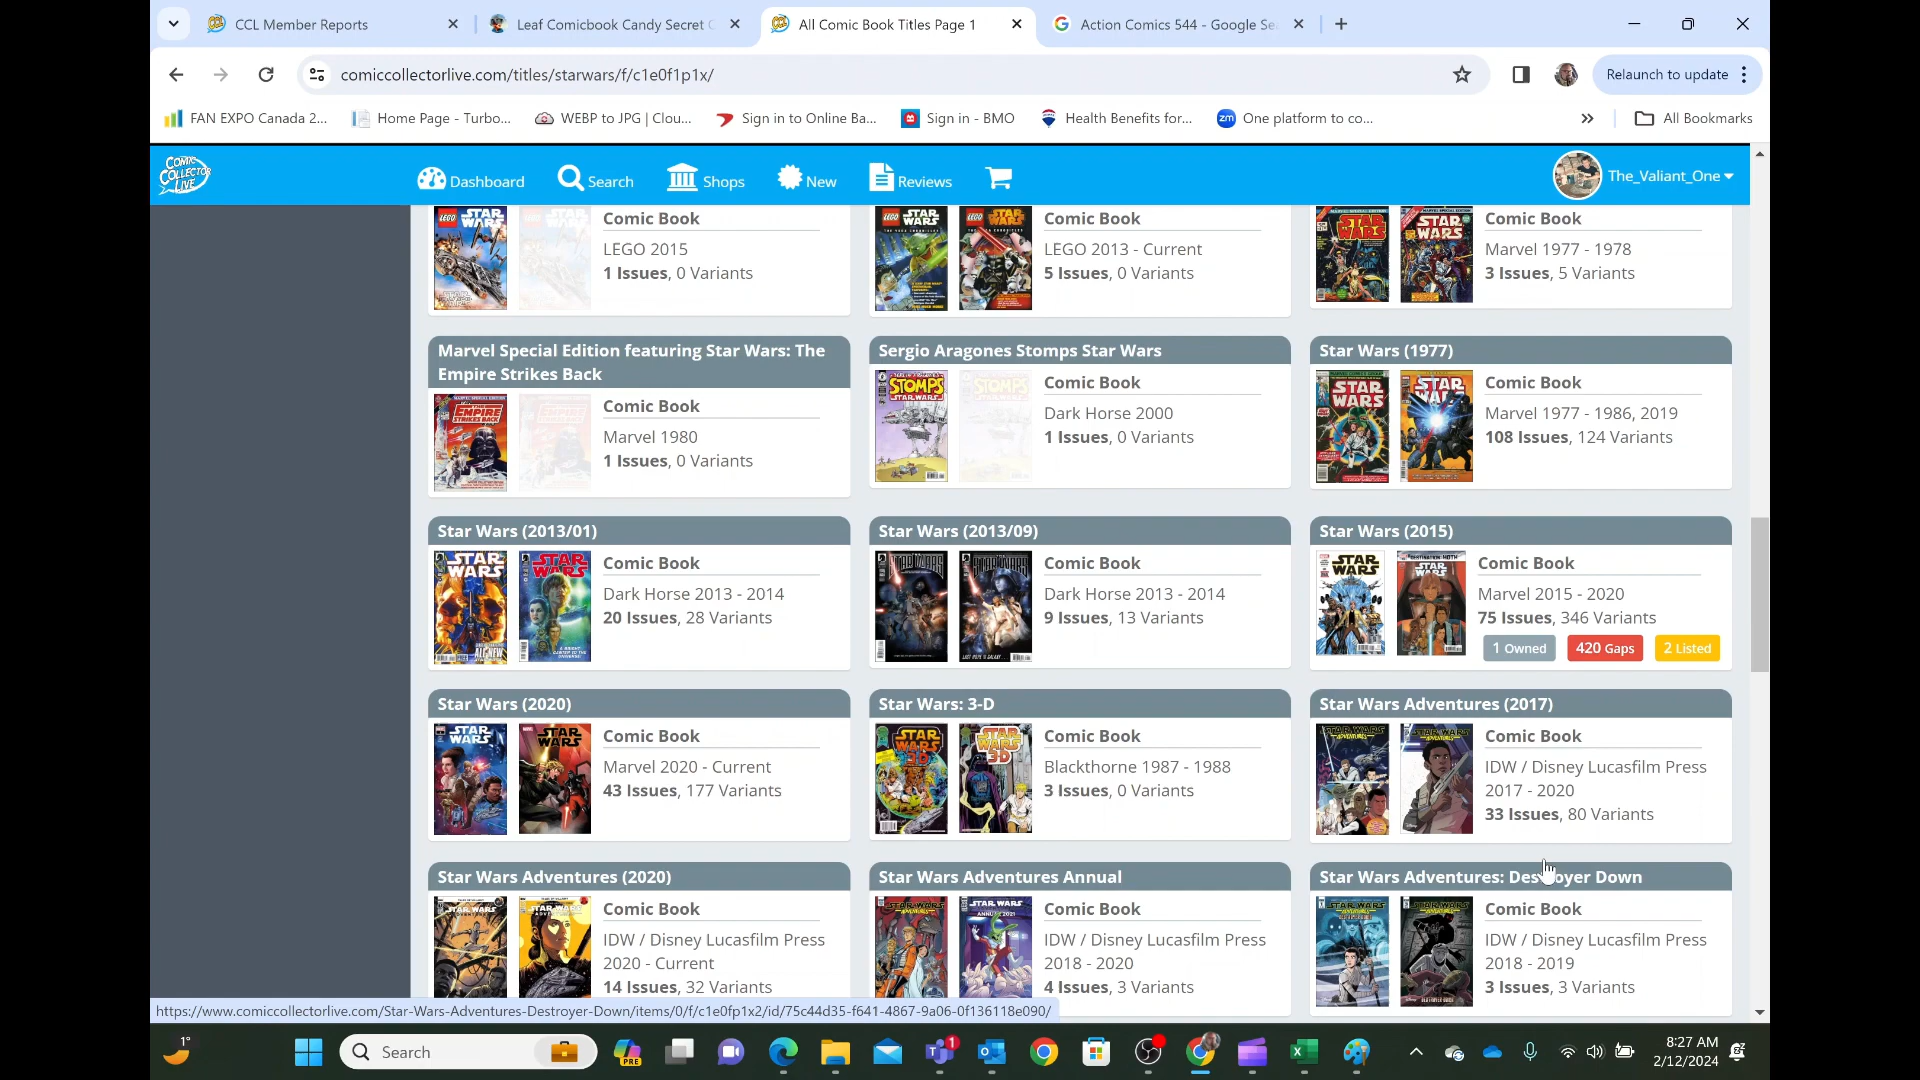 CCL Member Reports
Leaf Comicbook Candy Secret C
All Comic Book Titles Page 1
Action Comics 544 - Google Se
comiccollectorlive.com/titles/starwars/f/c1e0f1p1x/
Relaunch to update
FAN EXPO Canada 2...
Home Page - Turbo...
WEBP to JPG | Clou...
Sign in to Online Ba...
Sign in - BMO
Health Benefits for...
One platform to co...
All Bookmarks
COMIC COLLECTOR LIVE
Dashboard
Search
Shops
New
Reviews
The_Valiant_One
Comic Book
LEGO 2015
1 Issues, 0 Variants
Comic Book
LEGO 2013 - Current
5 Issues, 0 Variants
Comic Book
Marvel 1977 - 1978
3 Issues, 5 Variants
Marvel Special Edition featuring Star Wars: The
Empire Strikes Back
Comic Book
Marvel 1980
1 Issues, 0 Variants
Sergio Aragones Stomps Star Wars
Comic Book
Dark Horse 2000
1 Issues, 0 Variants
Star Wars (1977)
Comic Book
Marvel 1977 - 1986, 2019
108 Issues, 124 Variants
Star Wars (2013/01)
Comic Book
Dark Horse 2013 - 2014
20 Issues, 28 Variants
Star Wars (2013/09)
Comic Book
Dark Horse 2013 - 2014
9 Issues, 13 Variants
Star Wars (2015)
Comic Book
Marvel 2015 - 2020
75 Issues, 346 Variants
1 Owned
420 Gaps
2 Listed
Star Wars (2020)
Comic Book
Marvel 2020 - Current
43 Issues, 177 Variants
Star Wars: 3-D
Comic Book
Blackthorne 1987 - 1988
3 Issues, 0 Variants
Star Wars Adventures (2017)
Comic Book
IDW / Disney Lucasfilm Press
2017 - 2020
33 Issues, 80 Variants
Star Wars Adventures (2020)
Comic Book
IDW / Disney Lucasfilm Press
2020 - Current
14 Issues, 32 Variants
Star Wars Adventures Annual
Comic Book
IDW / Disney Lucasfilm Press
2018 - 2020
4 Issues, 3 Variants
Star Wars Adventures: Destroyer Down
Comic Book
IDW / Disney Lucasfilm Press
2018 - 2019
3 Issues, 3 Variants
https://www.comiccollectorlive.com/Star-Wars-Adventures-Destroyer-Down/items/0/f/c1e0fp1x2/id/75c44d35-f641-4867-9a06-0f136118e090/
1°
Search
PRE
1
8:27 AM
2/12/2024